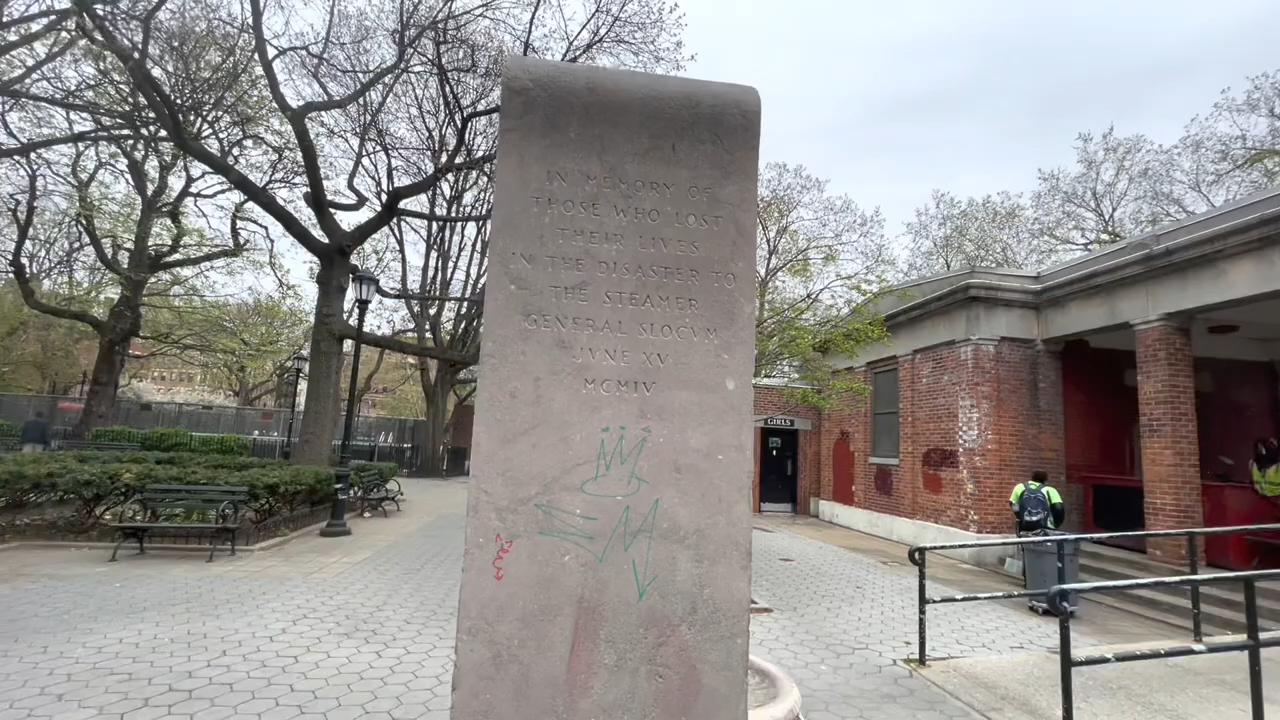 IN MEMORY OF
THOSE WHO LOST
THEIR LIVES
IN THE DISASTER TO
THE STEAMER
GENERAL SLOCVM
JVNE XV
MCMIV
GIRLS